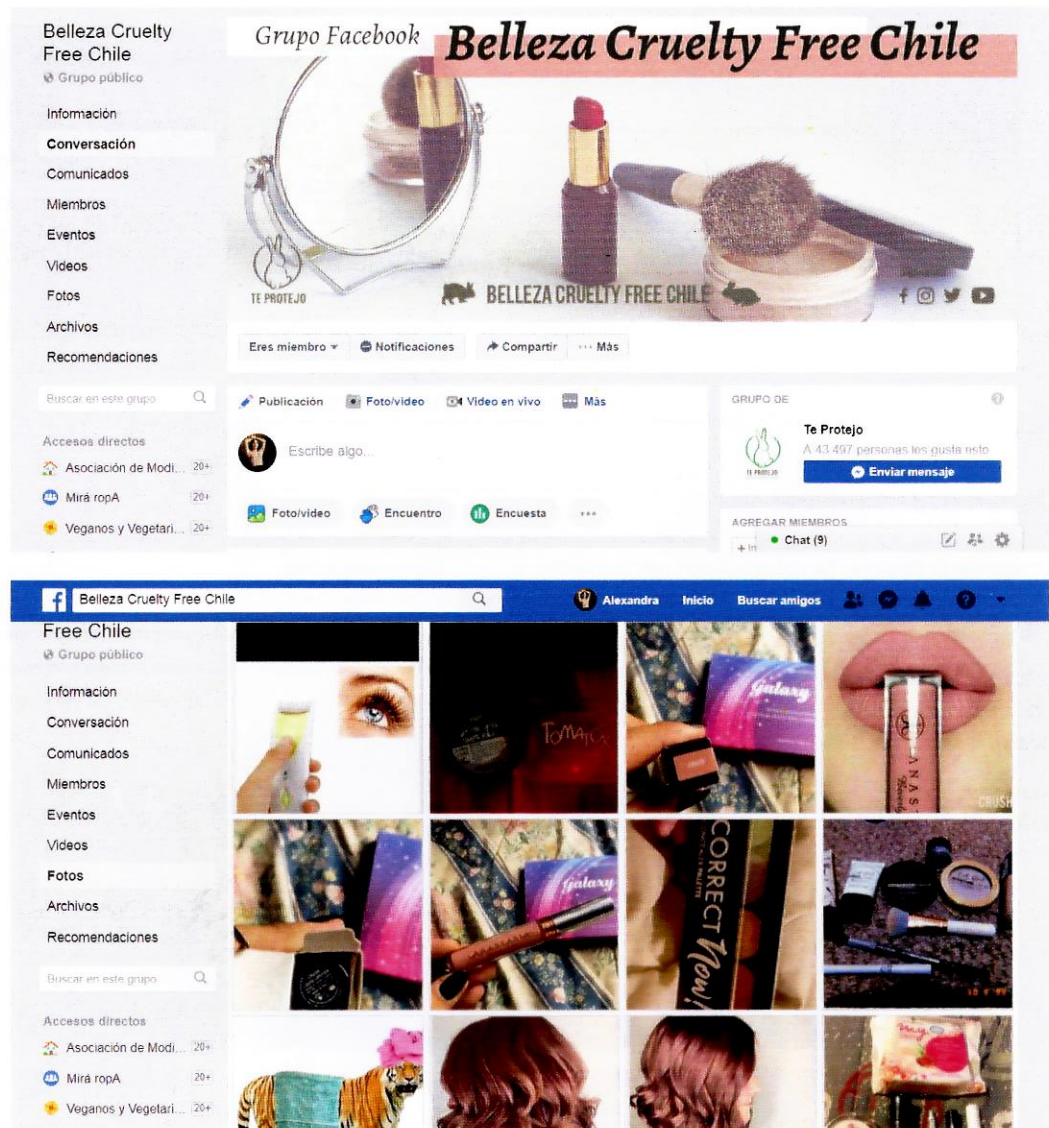 Belleza Cruelty
Free Chile
Grupo público
Información
Conversación
Comunicados
Miembros
Eventos
Videos
Fotos
Archivos
Recomendaciones
Buscar en este grupo
Accesos directos
Asociación de Modi... 20+
Mirá ropA 20+
Veganos y Vegetari... 20+
Grupo Facebook Belleza Cruelty Free Chile
TE PROTEJO
BELLEZA CRUELTY FREE CHILE
Eres miembro Notificaciones Compartir ··· Más
Publicación Foto/video Video en vivo Más
Escribe algo...
Foto/video Encuentro Encuesta ···
GRUPO DE
Te Protejo
A 43 497 personas les gusta esto
TE PROTEJO
Enviar mensaje
AGREGAR MIEMBROS
Chat (9)
Belleza Cruelty Free Chile
Alexandra Inicio Buscar amigos
Free Chile
Grupo público
Información
Conversación
Comunicados
Miembros
Eventos
Videos
Fotos
Archivos
Recomendaciones
Buscar en este grupo
Accesos directos
Asociación de Modi... 20+
Mirá ropA 20+
Veganos y Vegetari... 20+
Galaxy
ANAS
CRUSH
Galaxy
CORRECT Now!